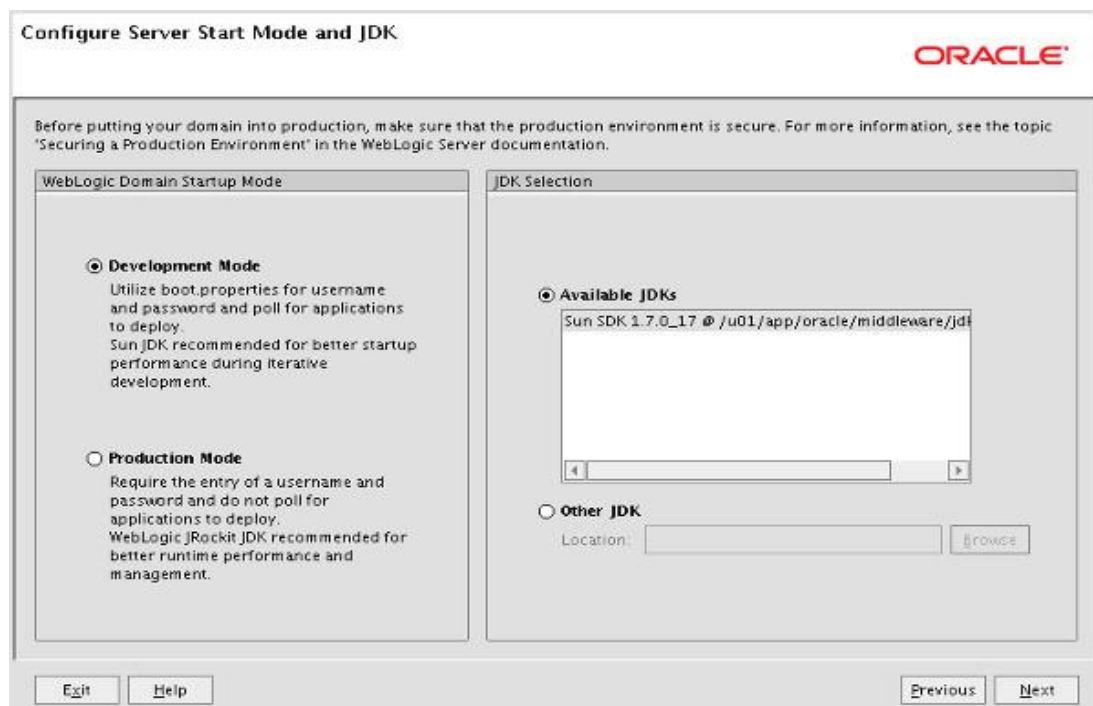 Configure Server Start Mode and JDK
ORACLE
Before putting your domain into production, make sure that the production environment is secure. For more information, see the topic
'Securing a Production Environment' in the WebLogic Server documentation.
WebLogic Domain Startup Mode
Development Mode
Utilize boot.properties for username
and password and poll for applications
to deploy.
Sun JDK recommended for better startup
performance during iterative
development.
Production Mode
Require the entry of a username and
password and do not poll for
applications to deploy.
WebLogic JRockit JDK recommended for
better runtime performance and
management.
JDK Selection
Available JDKs
Sun SDK 1.7.0_17 @ /u01/app/oracle/middleware/jdk
Other JDK
Location:
Browse
Exit
Help
Previous
Next